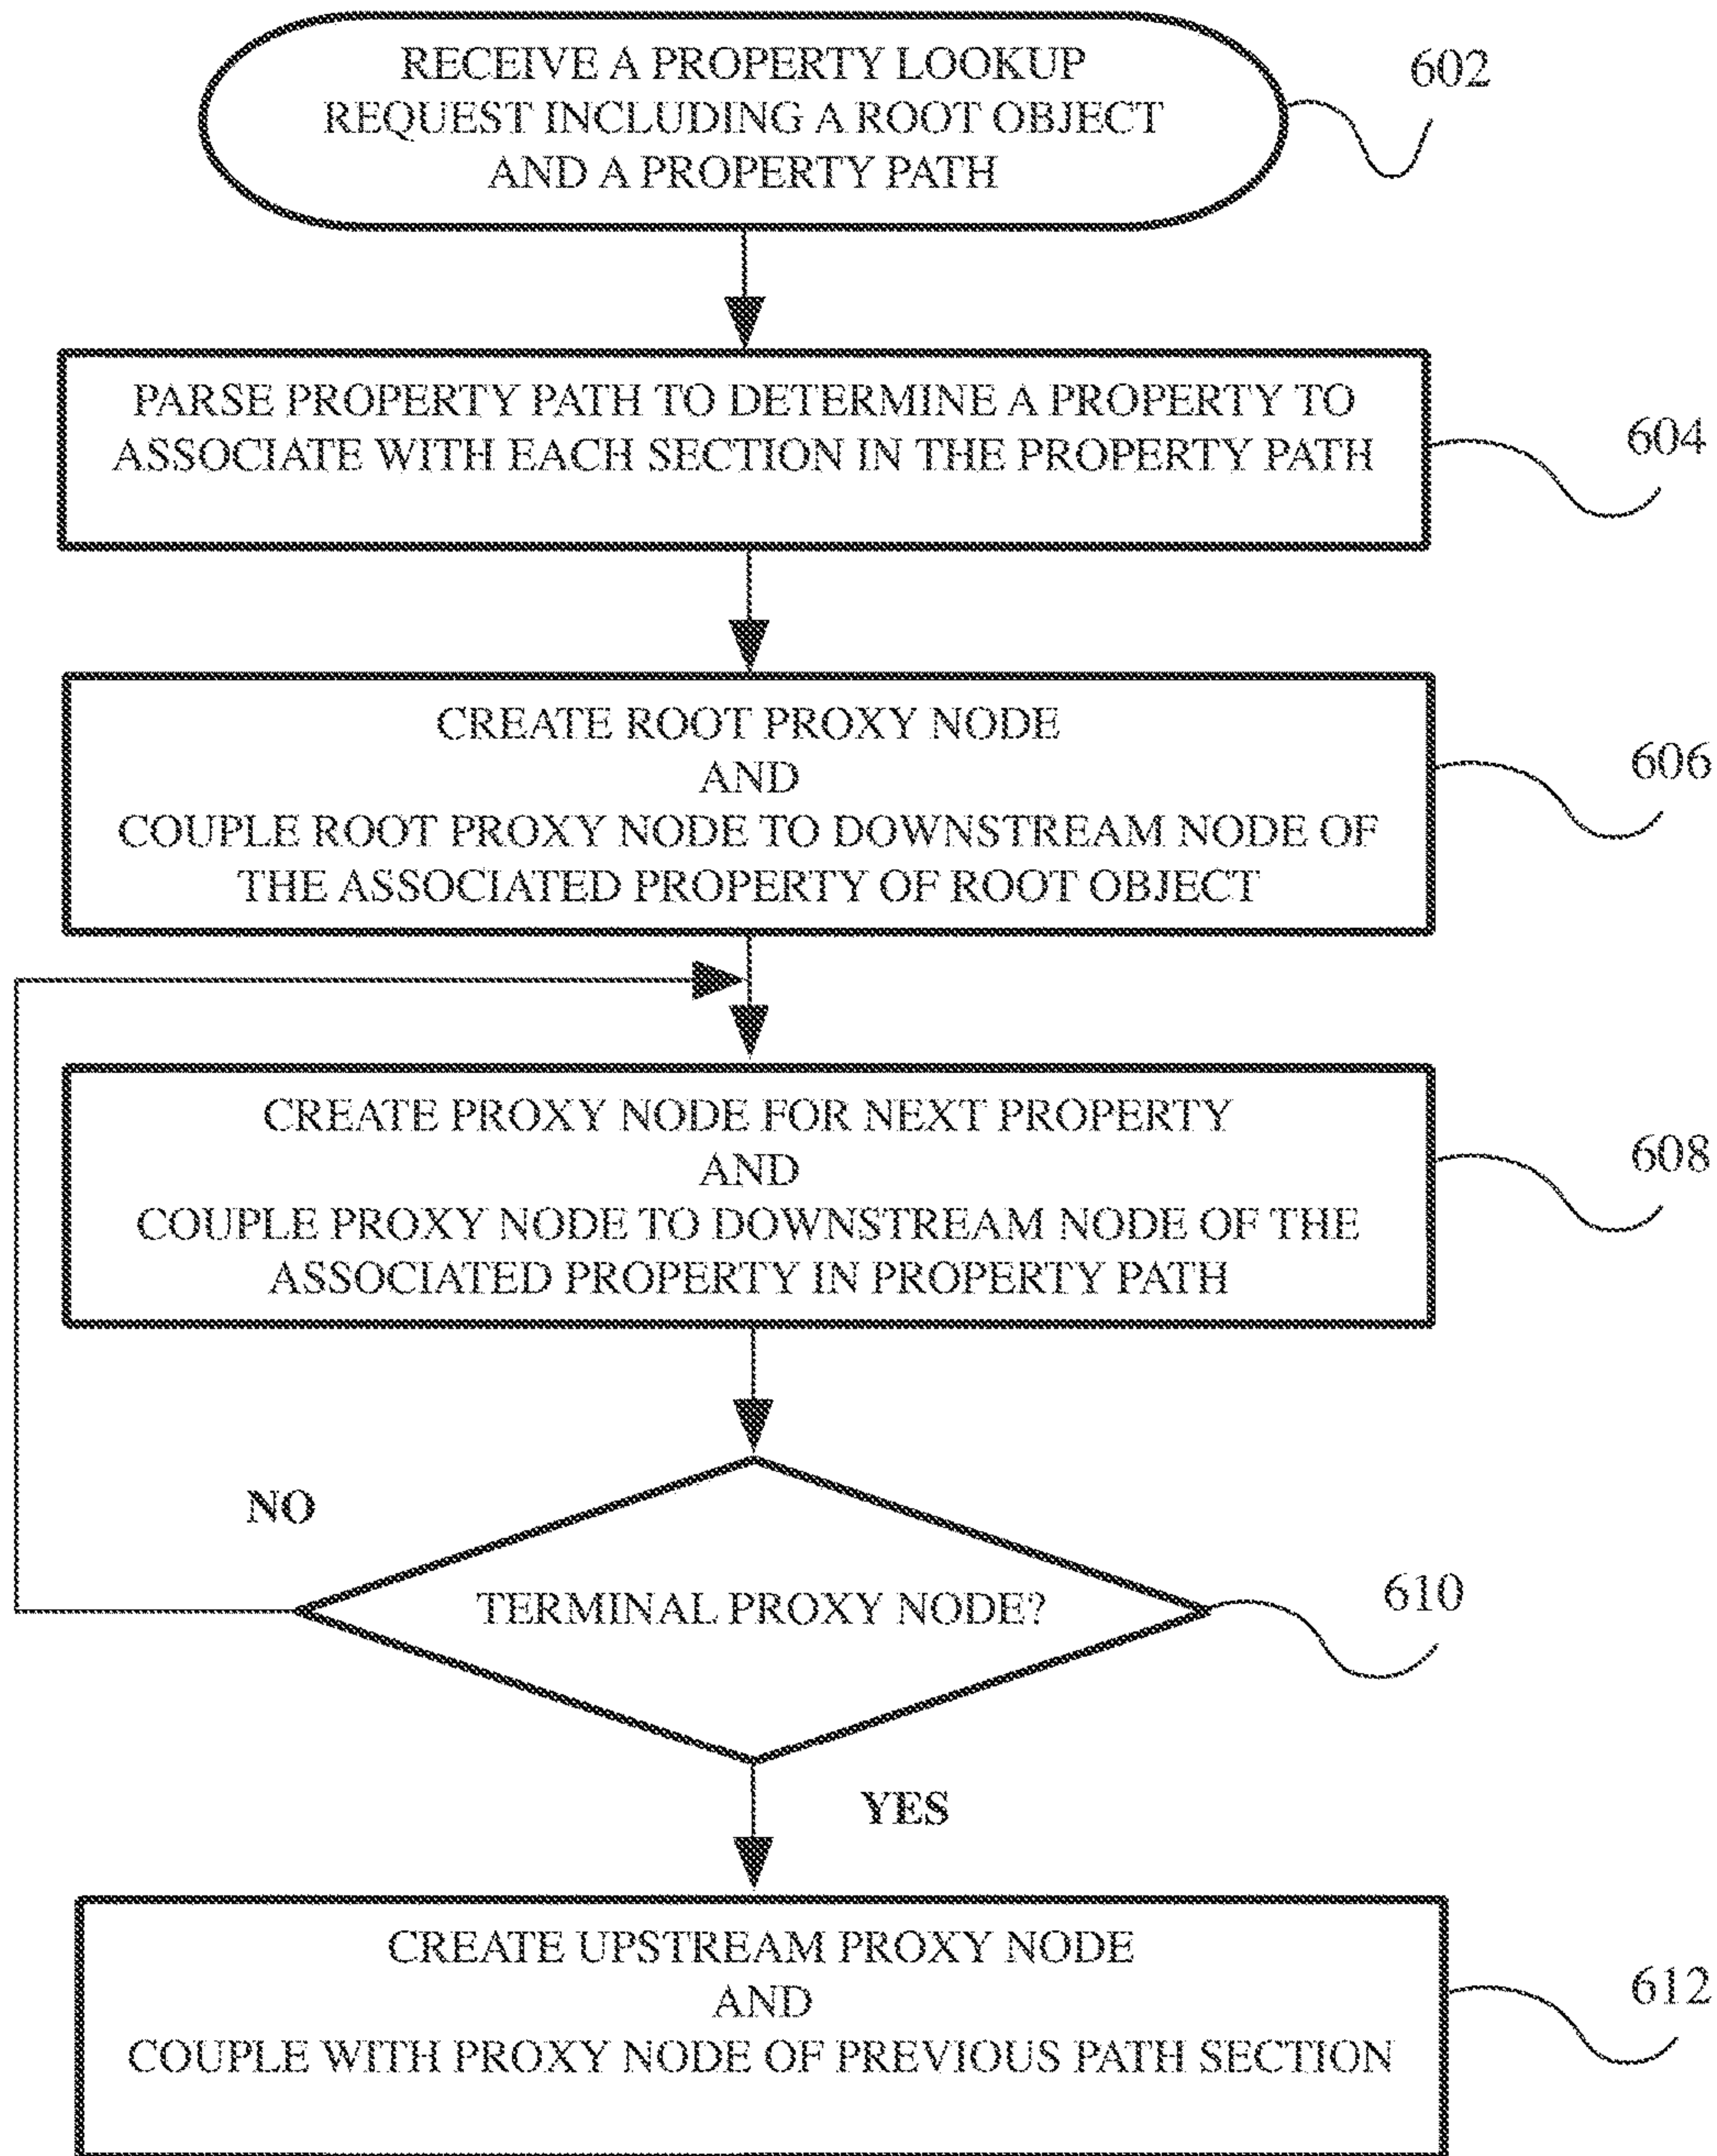 RECEIVE A PROPERTY LOOKUP
REQUEST INCLUDING A ROOT OBJECT
AND A PROPERTY PATH
602
PARSE PROPERTY PATH TO DETERMINE A PROPERTY TO
ASSOCIATE WITH EACH SECTION IN THE PROPERTY PATH
604
CREATE ROOT PROXY NODE
AND
COUPLE ROOT PROXY NODE TO DOWNSTREAM NODE OF
THE ASSOCIATED PROPERTY OF ROOT OBJECT
606
CREATE PROXY NODE FOR NEXT PROPERTY
AND
COUPLE PROXY NODE TO DOWNSTREAM NODE OF THE
ASSOCIATED PROPERTY IN PROPERTY PATH
608
NO
TERMINAL PROXY NODE?
610
YES
CREATE UPSTREAM PROXY NODE
AND
COUPLE WITH PROXY NODE OF PREVIOUS PATH SECTION
612